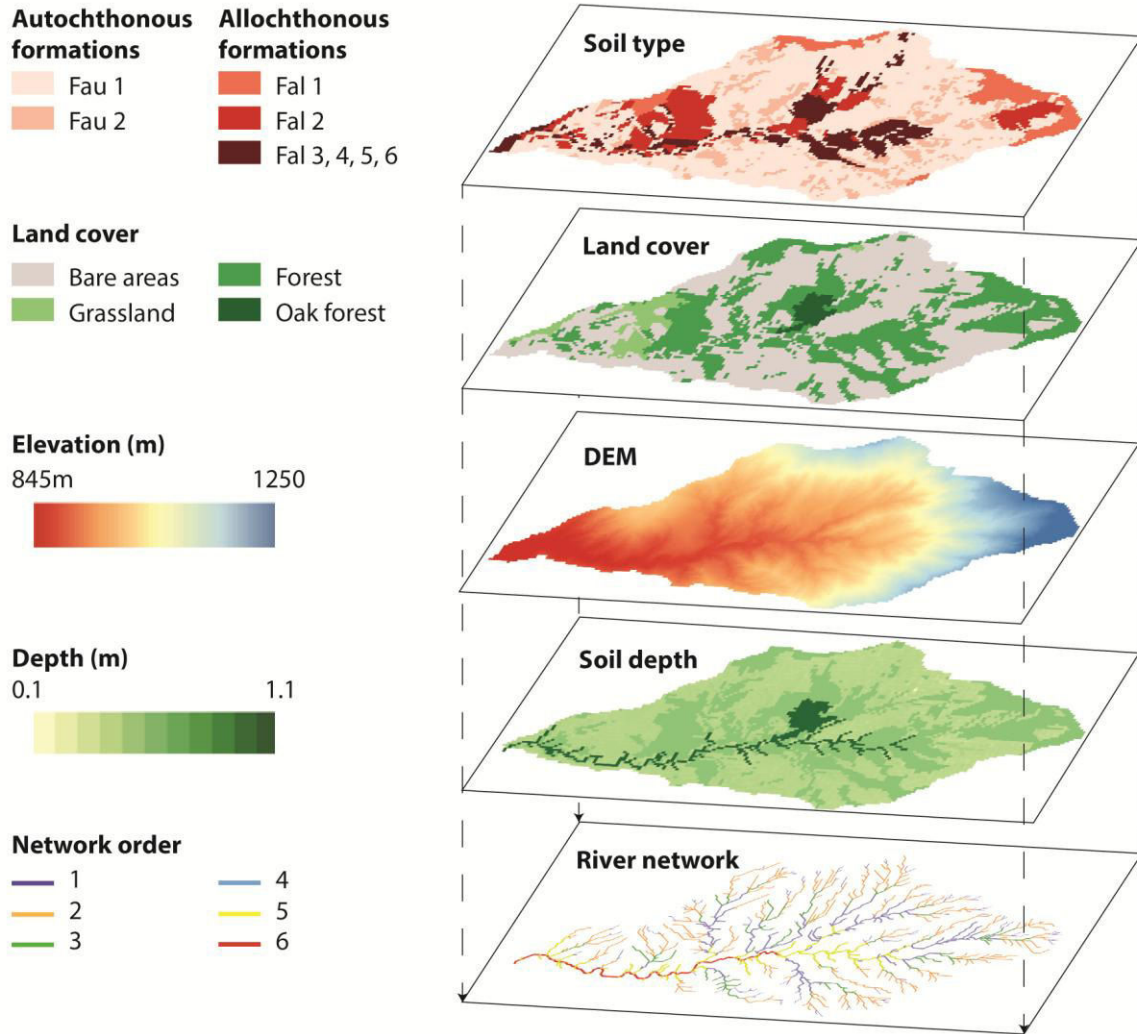 Autochthonous
formations
Fau 1
Fau 2
Allochthonous
formations
Fal 1
Fal 2
Fal 3, 4, 5, 6
Soil type
Land cover
Bare areas
Grassland
Forest
Oak forest
Land cover
Elevation (m)
845m 1250
DEM
Depth (m)
0.1 1.1
Soil depth
Network order
1
2
3
4
5
6
River network